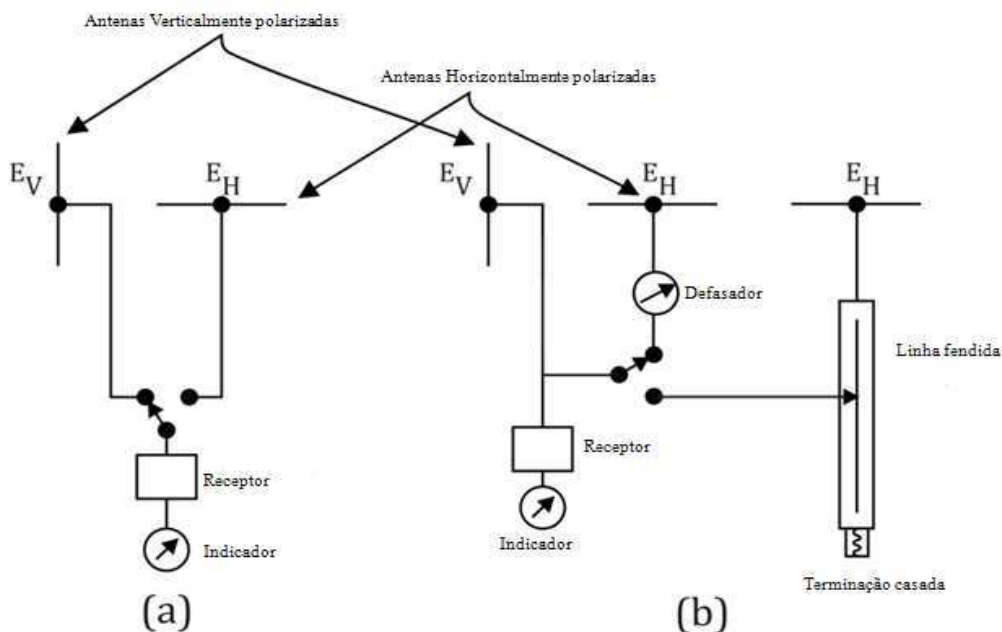 Antenas Verticalmente polarizadas
Antenas Horizontalmente polarizadas
E_V
E_H
E_V
E_H
E_H
Defasador
Linha fendida
Receptor
Receptor
Indicador
Indicador
Terminação casada
(a)
(b)